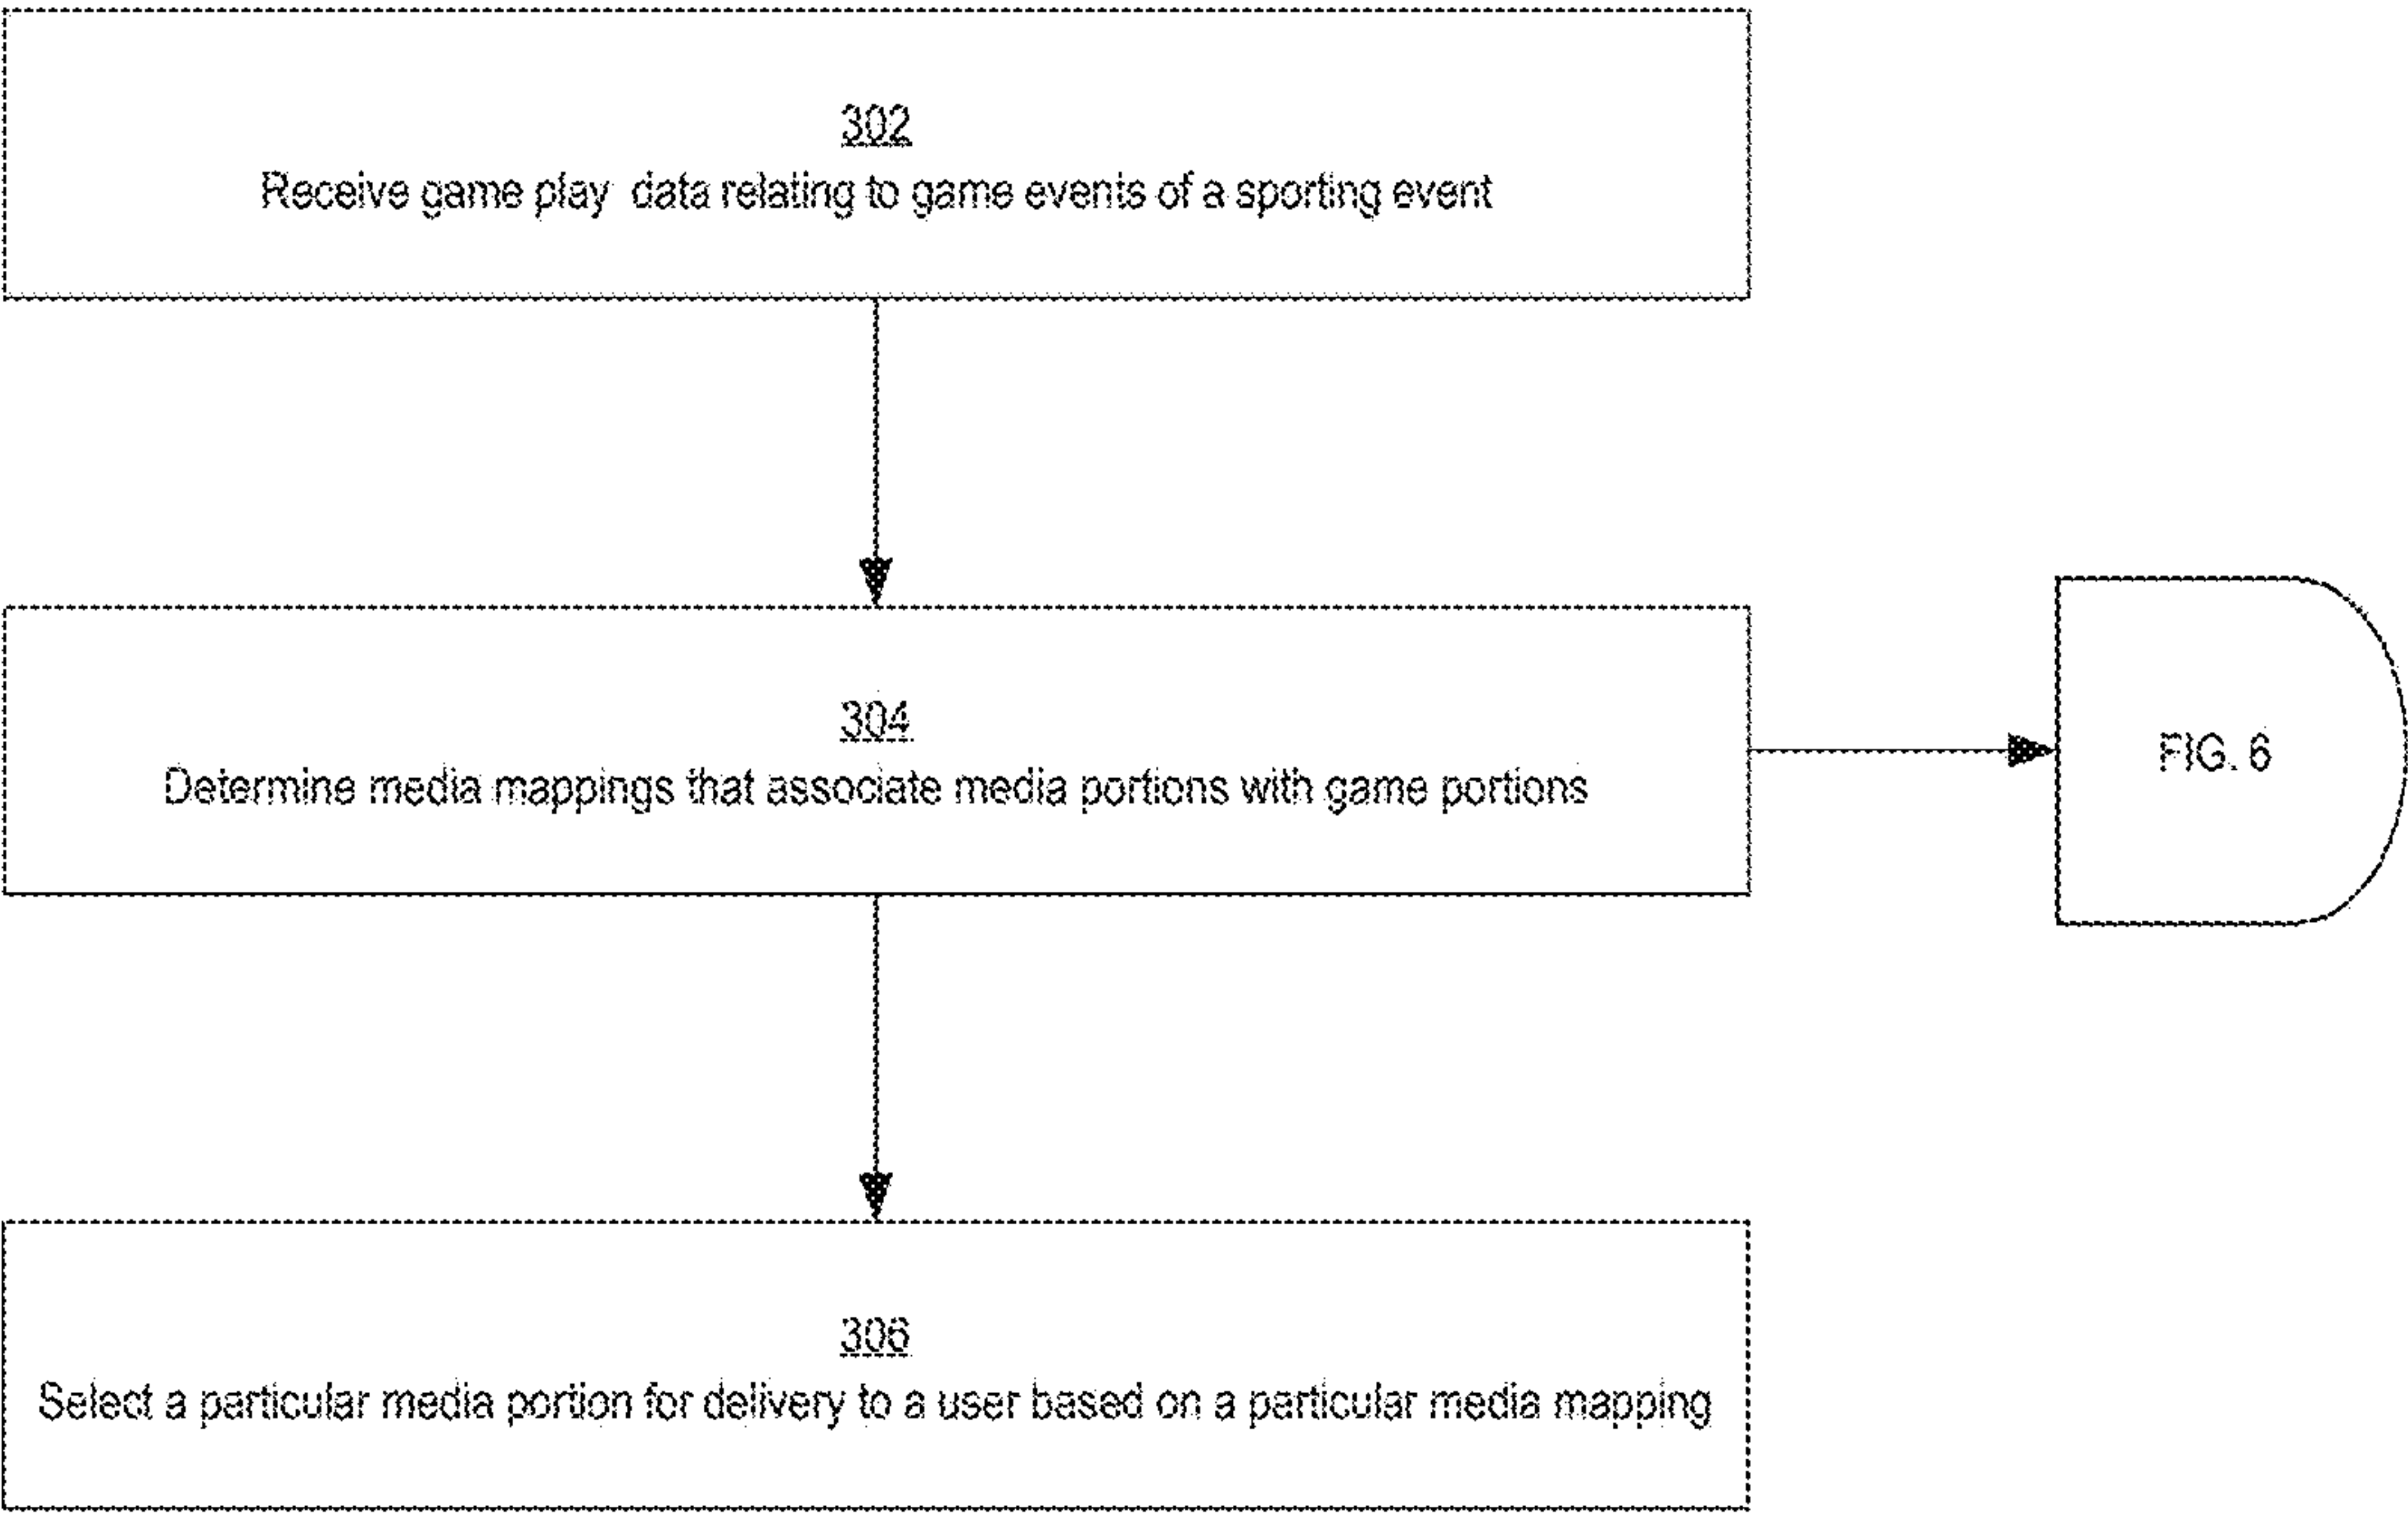 302
Receive game play data relating to game events of a sporting event
304
Determine media mappings that associate media portions with game portions
FIG. 6
306
Select a particular media portion for delivery to a user based on a particular media mapping